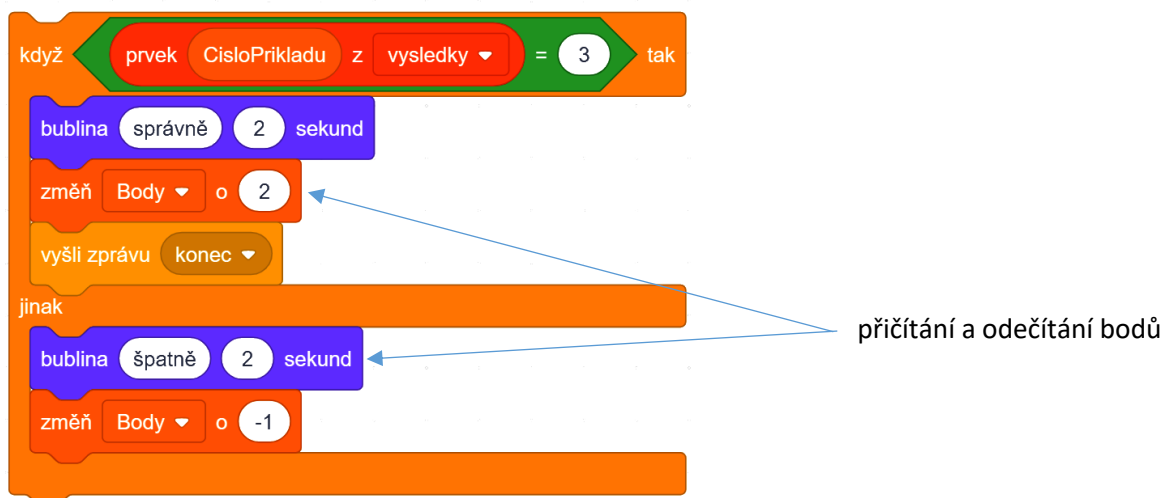 když prvek CisloPrikladu z vysledky = 3 tak
bublina správně 2 sekund
změň Body o 2
vyšli zprávu konec
jinak
přičítání a odečítání bodů
bublina špatně 2 sekund
změň Body o -1